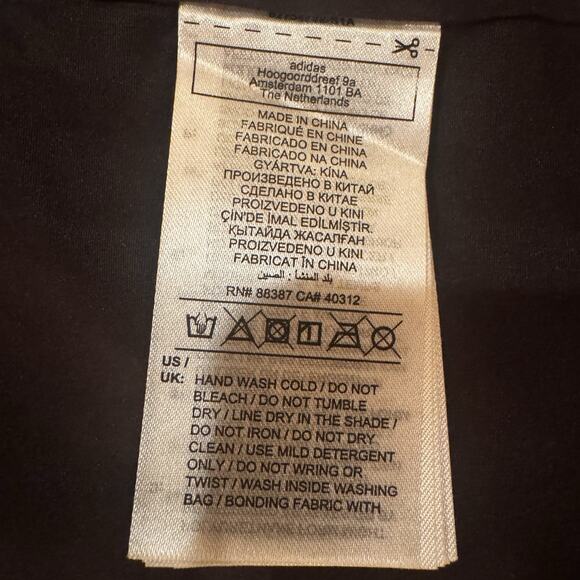 adidas
Hoogoorddreef 9a
Amsterdam 1101 BA
The Netherlands
MADE IN CHINA
FABRIQUÉ EN CHINE
FABRICADO EN CHINA
FABRICADO NA CHINA
GYÁRTVA: KÍNA
ПРОИЗВЕДЕНО В КИТАЙ
СДЕЛАНО В КИТАЕ
PROIZVEDENO U KINI
ÇİN'DE İMAL EDİLMİŞTİR.
ҚЫТАЙДА ЖАСАЛҒАН
PROIZVEDENO U KINI
FABRICAT ÎN CHINA
بلد المنشأ : الصين
RN# 88387 CA# 40312
US /
UK: HAND WASH COLD / DO NOT
BLEACH / DO NOT TUMBLE
DRY / LINE DRY IN THE SHADE /
DO NOT IRON / DO NOT DRY
CLEAN / USE MILD DETERGENT
ONLY / DO NOT WRING OR
TWIST / WASH INSIDE WASHING
BAG / BONDING FABRIC WITH